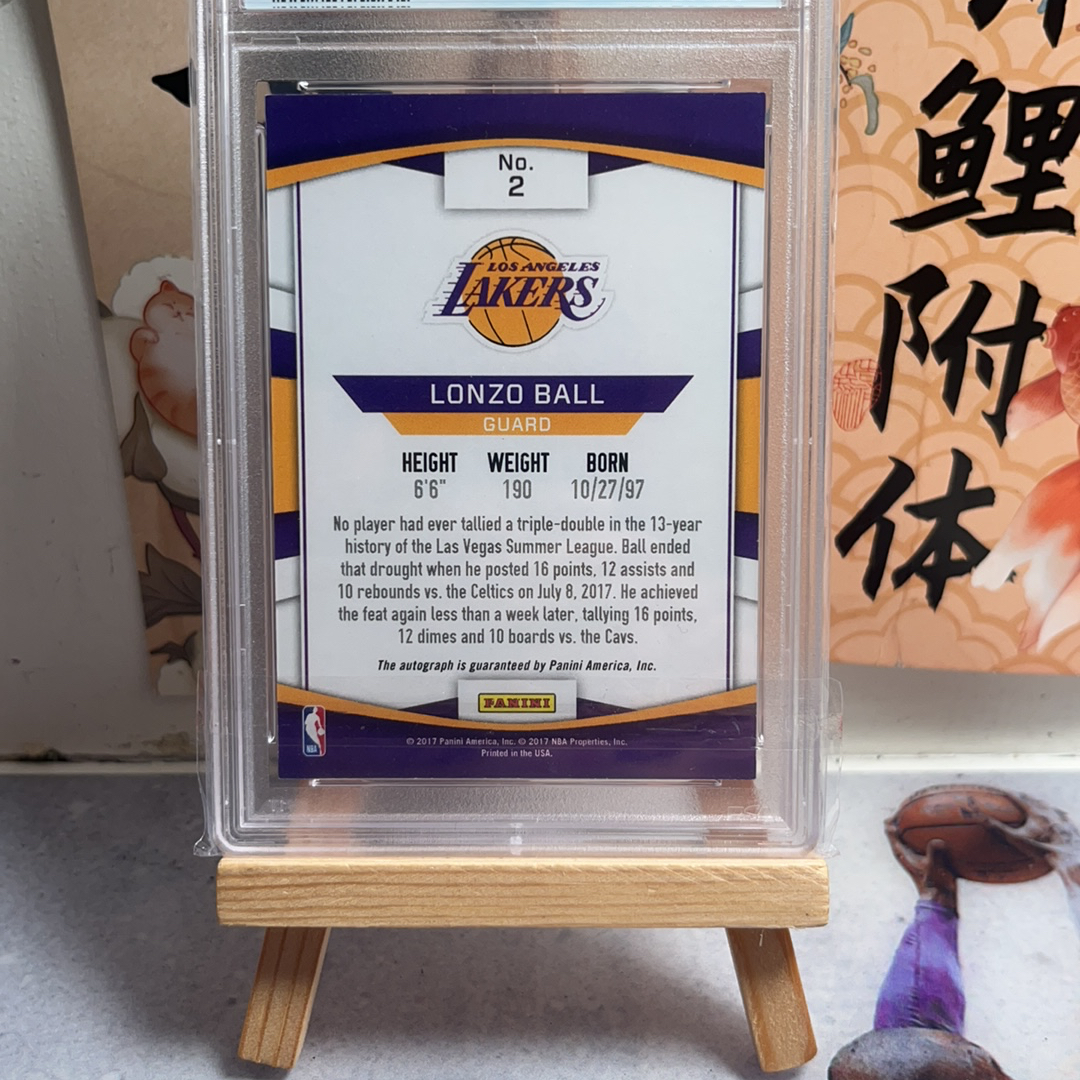 No.
2
LOS ANGELES
LAKERS
LONZO BALL
GUARD
HEIGHT WEIGHT BORN
6'6" 190 10/27/97
No player had ever tallied a triple-double in the 13-year
history of the Las Vegas Summer League. Ball ended
that drought when he posted 16 points, 12 assists and
10 rebounds vs. the Celtics on July 8, 2017. He achieved
the feat again less than a week later, tallying 16 points,
12 dimes and 10 boards vs. the Cavs.
The autograph is guaranteed by Panini America, Inc.
PANINI
NBA
© 2017 Panini America, Inc. © 2017 NBA Properties, Inc.
Printed in the USA.
鲤
附
体